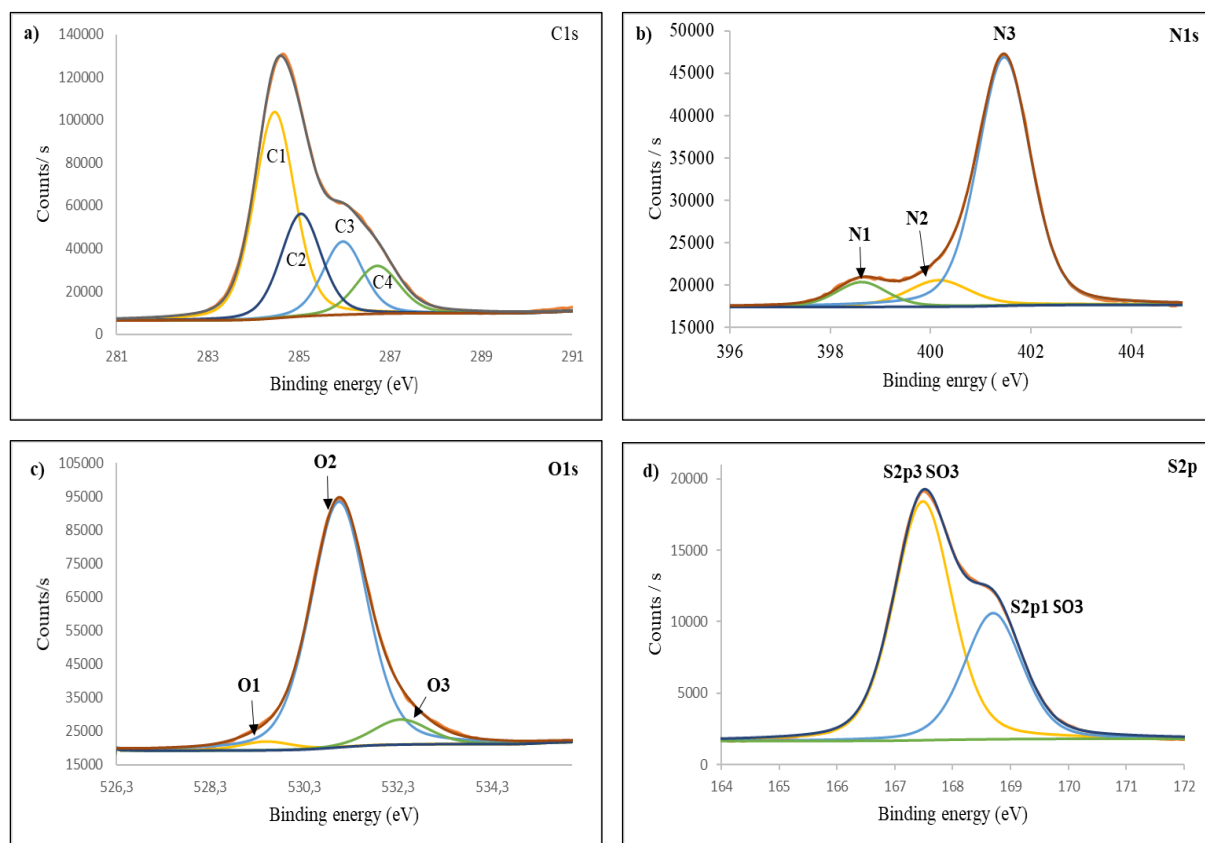 a)
C1s
140000
120000
100000
80000
60000
40000
20000
0
Counts/ s
C1
C2
C3
C4
281 283 285 287 289 291
Binding energy (eV)
b)
N1s
50000
45000
40000
35000
30000
25000
20000
15000
Counts / s
N3
N2
N1
396 398 400 402 404
Binding enrgy ( eV)
c)
O1s
105000
95000
85000
75000
65000
55000
45000
35000
25000
15000
Counts/s
O2
O1
O3
526,3 528,3 530,3 532,3 534,3
Binding energy (eV)
d)
S2p
20000
15000
10000
5000
0
Counts / s
S2p3 SO3
S2p1 SO3
164 165 166 167 168 169 170 171 172
Binding energy (eV)